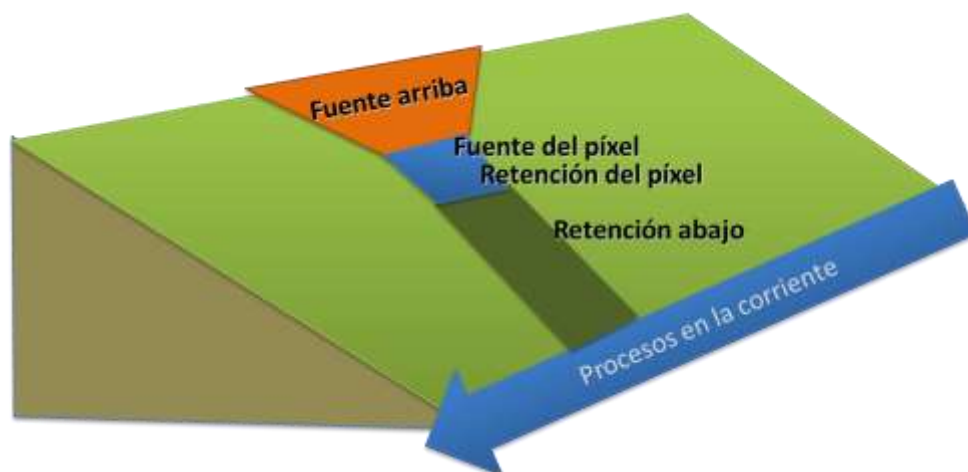 Fuente arriba
Fuente del píxel
Retención del píxel
Retención abajo
Procesos en la corriente